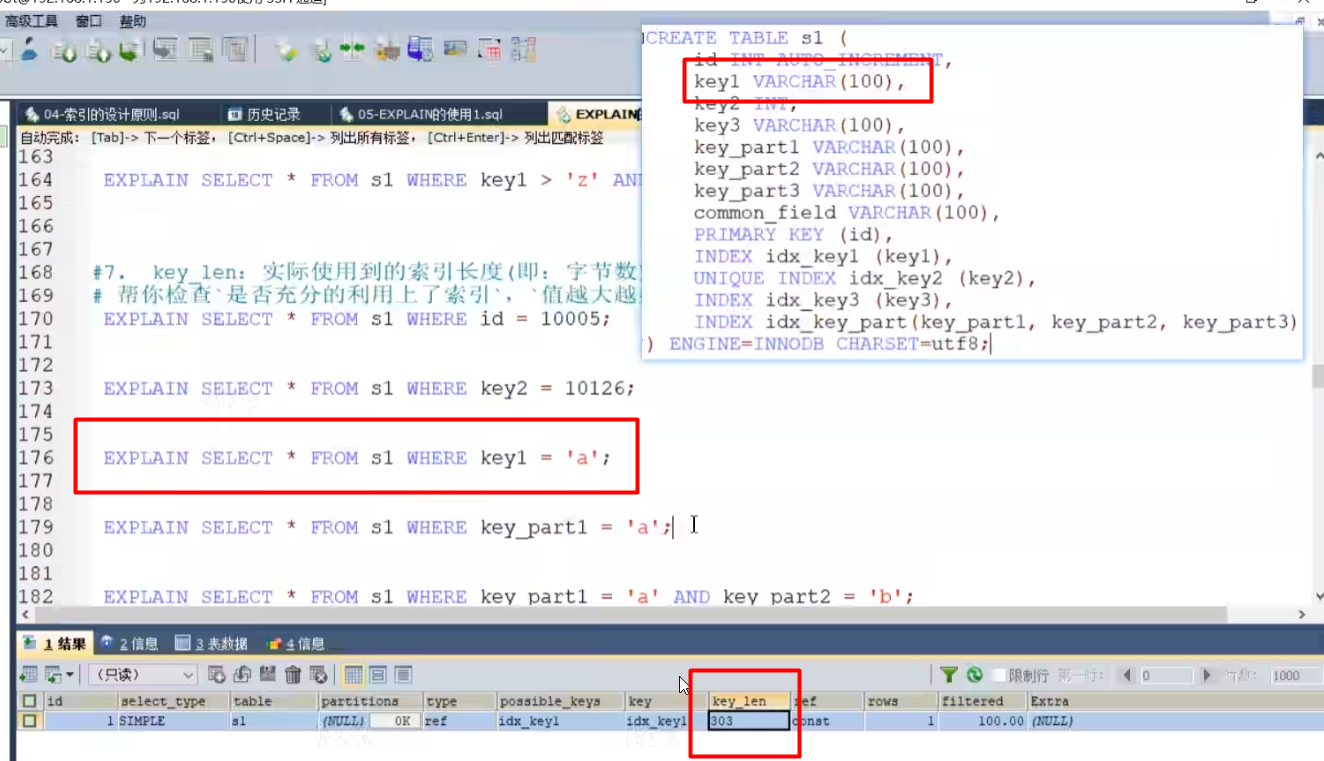 高级工具 窗口 帮助
04-索引的设计原则.sql 历史记录 05-EXPLAIN的使用1.sql EXPLAIN
自动完成: [Tab]-> 下一个标签, [Ctrl+Space]-> 列出所有标签, [Ctrl+Enter]-> 列出匹配标签
CREATE TABLE s1 (
id INT AUTO_INCREMENT,
key1 VARCHAR(100),
key2 INT,
key3 VARCHAR(100),
key_part1 VARCHAR(100),
key_part2 VARCHAR(100),
key_part3 VARCHAR(100),
common_field VARCHAR(100),
PRIMARY KEY (id),
INDEX idx_key1 (key1),
UNIQUE INDEX idx_key2 (key2),
INDEX idx_key3 (key3),
INDEX idx_key_part(key_part1, key_part2, key_part3)
) ENGINE=INNODB CHARSET=utf8;
163
164 EXPLAIN SELECT * FROM s1 WHERE key1 > 'z' AN
165
166
167
168 #7. key_len: 实际使用到的索引长度(即: 字节数)
169 # 帮你检查`是否充分的利用上了索引`, `值越大越
170 EXPLAIN SELECT * FROM s1 WHERE id = 10005;
171
172
173 EXPLAIN SELECT * FROM s1 WHERE key2 = 10126;
174
175
176 EXPLAIN SELECT * FROM s1 WHERE key1 = 'a';
177
178
179 EXPLAIN SELECT * FROM s1 WHERE key_part1 = 'a';
180
181
182 EXPLAIN SELECT * FROM s1 WHERE key_part1 = 'a' AND key_part2 = 'b';
1 结果 2 信息 3 表数据 4 信息
(只读) 限制行 第一行: 0 行数: 1000
id select_type table partitions type possible_keys key key_len ref rows filtered Extra
1 SIMPLE s1 (NULL) 0K ref idx_key1 idx_key1 303 const 1 100.00 (NULL)